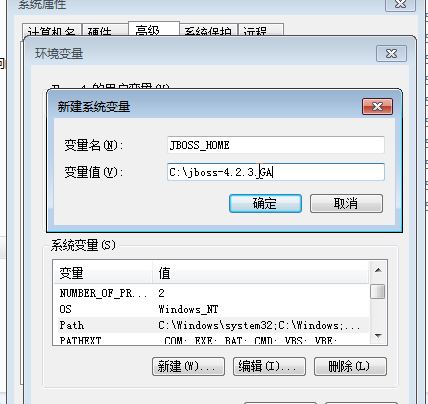 系统属性
计算机名 硬件 高级 系统保护 远程
环境变量
新建系统变量
变量名(N): JBOSS_HOME
变量值(V): C:\jboss-4.2.3.GA
确定 取消
系统变量(S)
变量 值
NUMBER_OF_PR... 2
OS Windows_NT
Path C:\Windows\system32;C:\Windows;...
PATHEXT .COM;.EXE;.BAT;.CMD;.VBS;.VBE;
新建(W)... 编辑(I)... 删除(L)